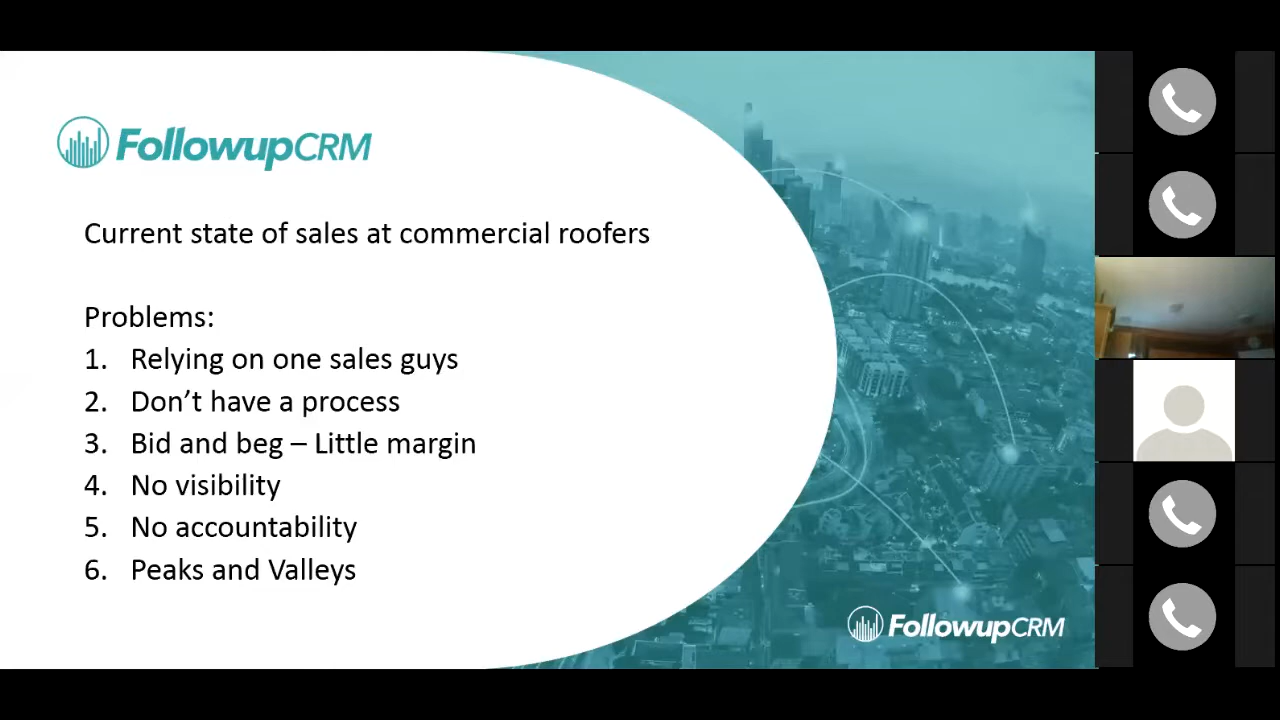 FollowupCRM
Current state of sales at commercial roofers
Problems:
1. Relying on one sales guys
2. Don’t have a process
3. Bid and beg – Little margin
4. No visibility
5. No accountability
6. Peaks and Valleys
FollowupCRM